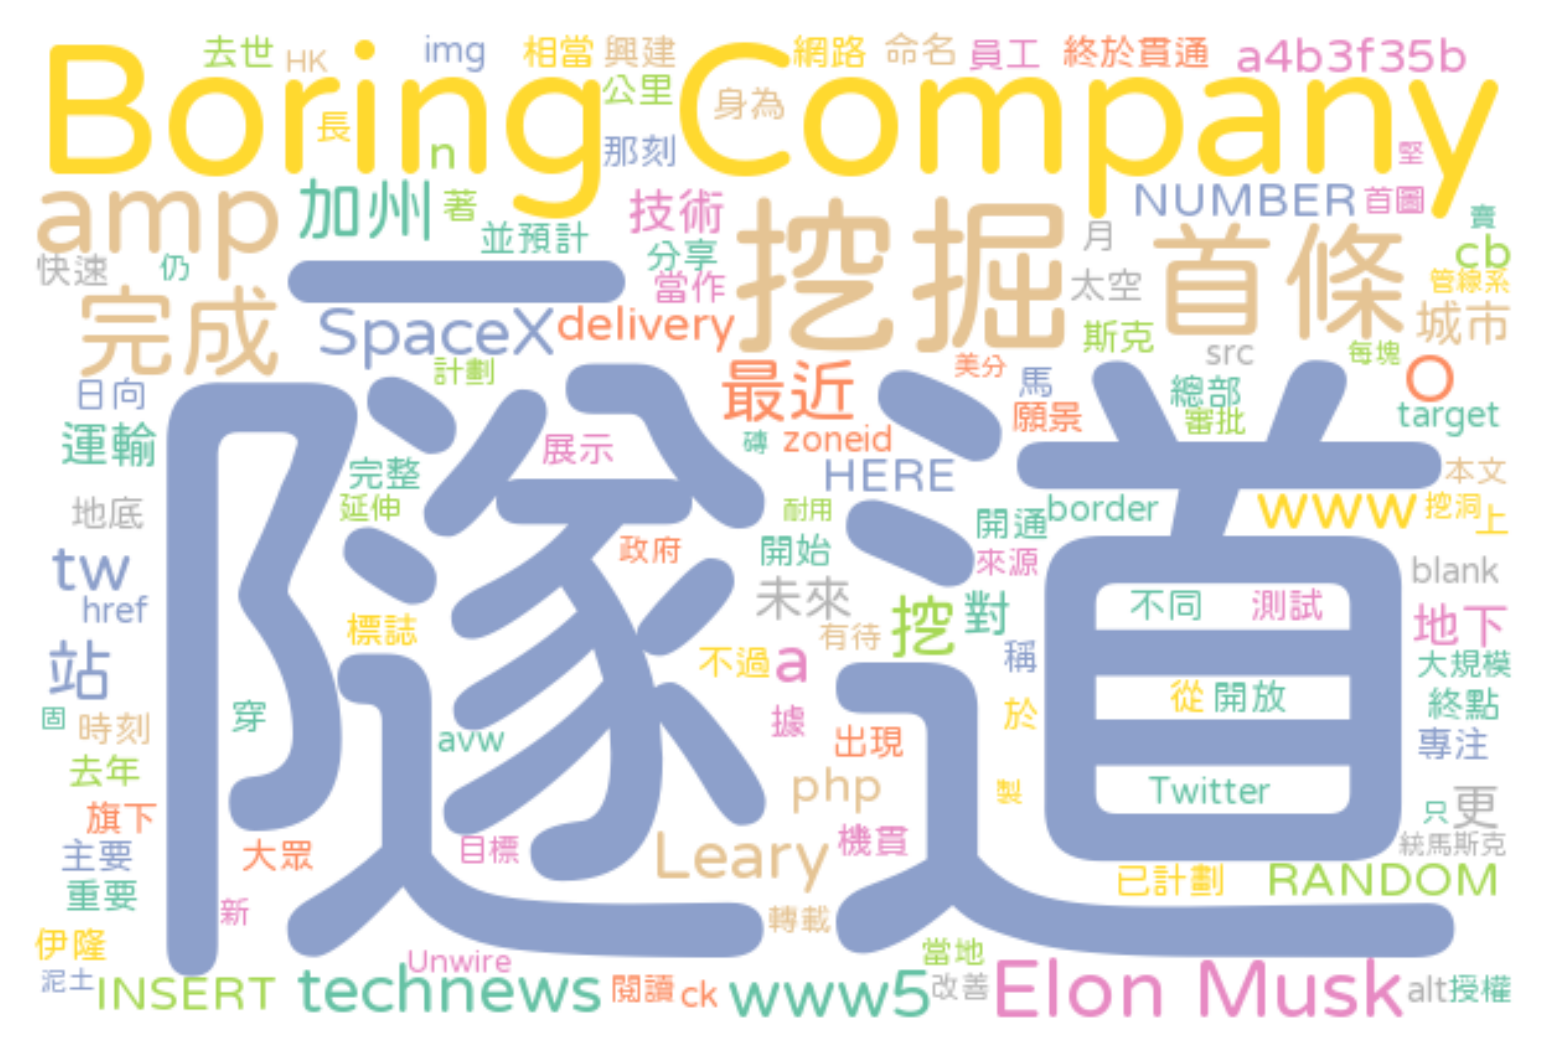 去世 HK img 相當 興建 網路 命名 員工 終於貫通 a4b3f35b
Boring Company
長 n 公里 那刻 身為 堅
amp 加州 著 並預計 技術 分享 當作 挖掘 月 太空 NUMBER 首圖 首條 賣 cb
快速 仍 一 管線系
完成 SpaceX delivery 斯克 src 每塊 城市
計劃 最近 美分 馬 願景 總部 審批 O target
日向 運輸 展示 磚 zoneid HERE 本文
隧道
完整 延伸 地底 耐用 開通 border www 挖洞 上
tw href 政府 開始 未來 來源 blank
標誌 有待 挖 對 不同 測試 地下
站 不過 a 稱 大規模
固 時刻 穿 avw 據 出現 於 從 開放 終點 專注
去年 旗下 php 製 Twitter 只 更
主要 大眾 目標 Leary 機貫 統馬斯克
重要 新 轉載 已計劃 RANDOM
伊隆 Unwire 當地
泥土 INSERT technews 閱讀 ck www5 改善 Elon Musk alt 授權